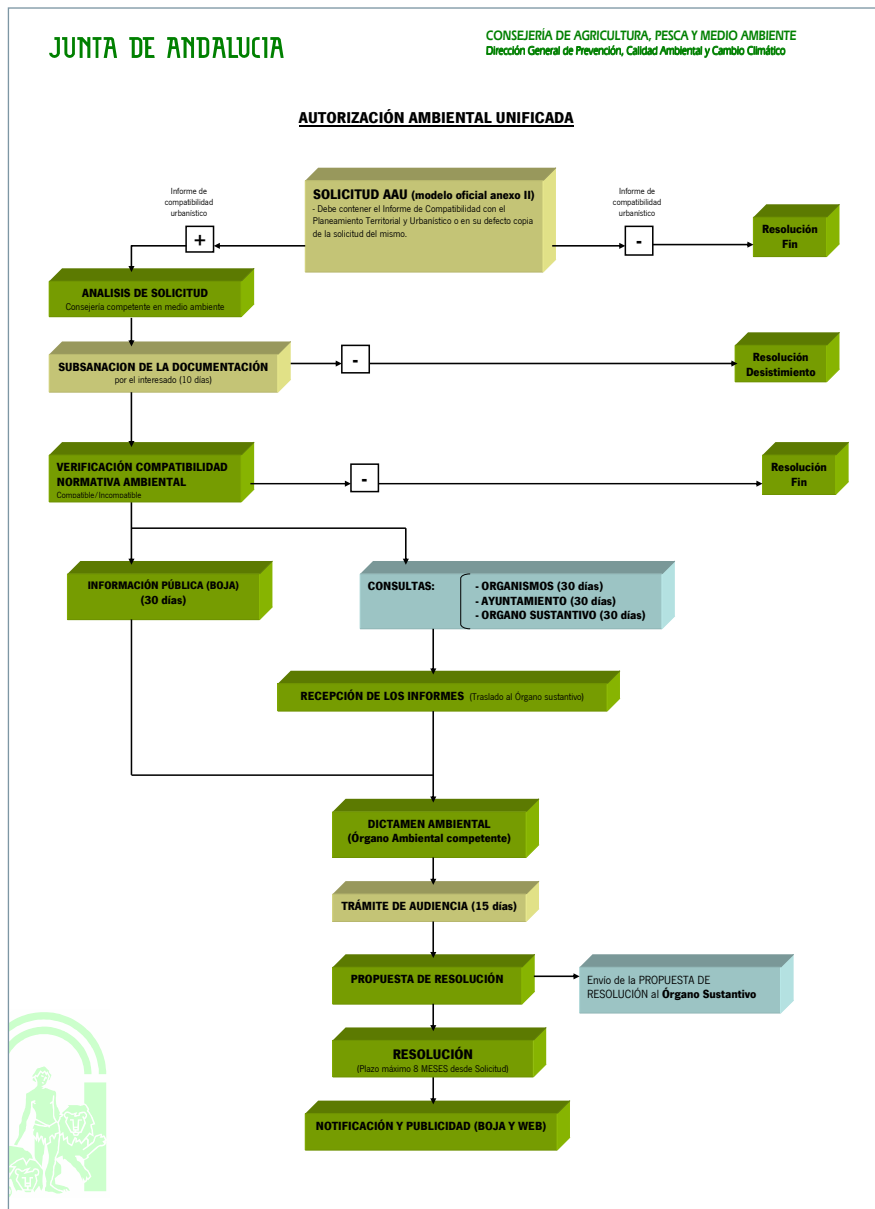 JUNTA DE ANDALUCIA
CONSEJERÍA DE AGRICULTURA, PESCA Y MEDIO AMBIENTE
Dirección General de Prevención, Calidad Ambiental y Cambio Climático
AUTORIZACIÓN AMBIENTAL UNIFICADA
Informe de
compatibilidad
urbanístico
+
SOLICITUD AAU (modelo oficial anexo II)
- Debe contener el Informe de Compatibilidad con el
Planeamiento Territorial y Urbanístico o en su defecto copia
de la solicitud del mismo.
Informe de
compatibilidad
urbanístico
-
Resolución
Fin
ANALISIS DE SOLICITUD
Consejería competente en medio ambiente
SUBSANACION DE LA DOCUMENTACIÓN
por el interesado (10 días)
-
Resolución
Desistimiento
VERIFICACIÓN COMPATIBILIDAD
NORMATIVA AMBIENTAL
Compatible/Incompatible
-
Resolución
Fin
INFORMACIÓN PÚBLICA (BOJA)
(30 días)
CONSULTAS:
- ORGANISMOS (30 días)
- AYUNTAMIENTO (30 días)
- ORGANO SUSTANTIVO (30 días)
RECEPCIÓN DE LOS INFORMES (Traslado al Órgano sustantivo)
DICTAMEN AMBIENTAL
(Órgano Ambiental competente)
TRÁMITE DE AUDIENCIA (15 días)
PROPUESTA DE RESOLUCIÓN
Envío de la PROPUESTA DE
RESOLUCIÓN al Órgano Sustantivo
RESOLUCIÓN
(Plazo máximo 8 MESES desde Solicitud)
NOTIFICACIÓN Y PUBLICIDAD (BOJA Y WEB)